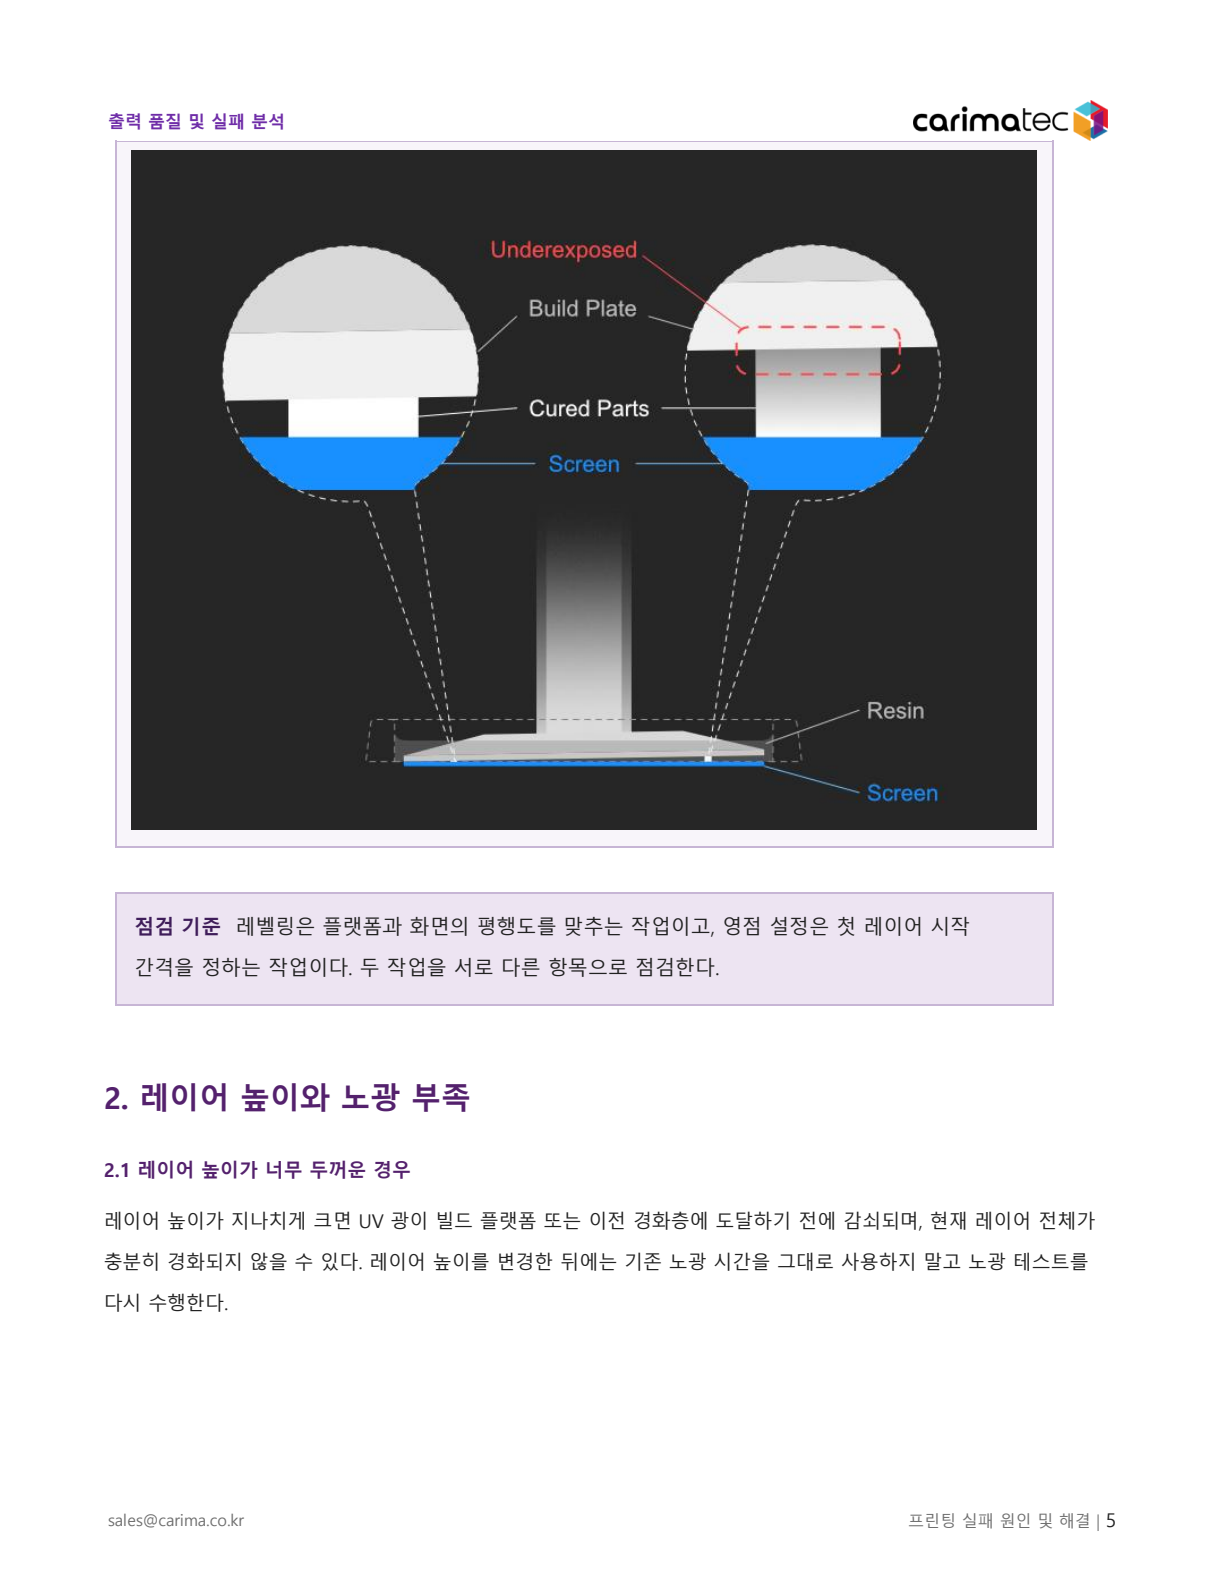 출력 품질 및 실패 분석
carimatec
Underexposed
Build Plate
Cured Parts
Screen
Resin
Screen
점검 기준 레벨링은 플랫폼과 화면의 평행도를 맞추는 작업이고, 영점 설정은 첫 레이어 시작
간격을 정하는 작업이다. 두 작업을 서로 다른 항목으로 점검한다.
2. 레이어 높이와 노광 부족
2.1 레이어 높이가 너무 두꺼운 경우
레이어 높이가 지나치게 크면 UV 광이 빌드 플랫폼 또는 이전 경화층에 도달하기 전에 감쇠되며, 현재 레이어 전체가
충분히 경화되지 않을 수 있다. 레이어 높이를 변경한 뒤에는 기존 노광 시간을 그대로 사용하지 말고 노광 테스트를
다시 수행한다.
sales@carima.co.kr
프린팅 실패 원인 및 해결 | 5